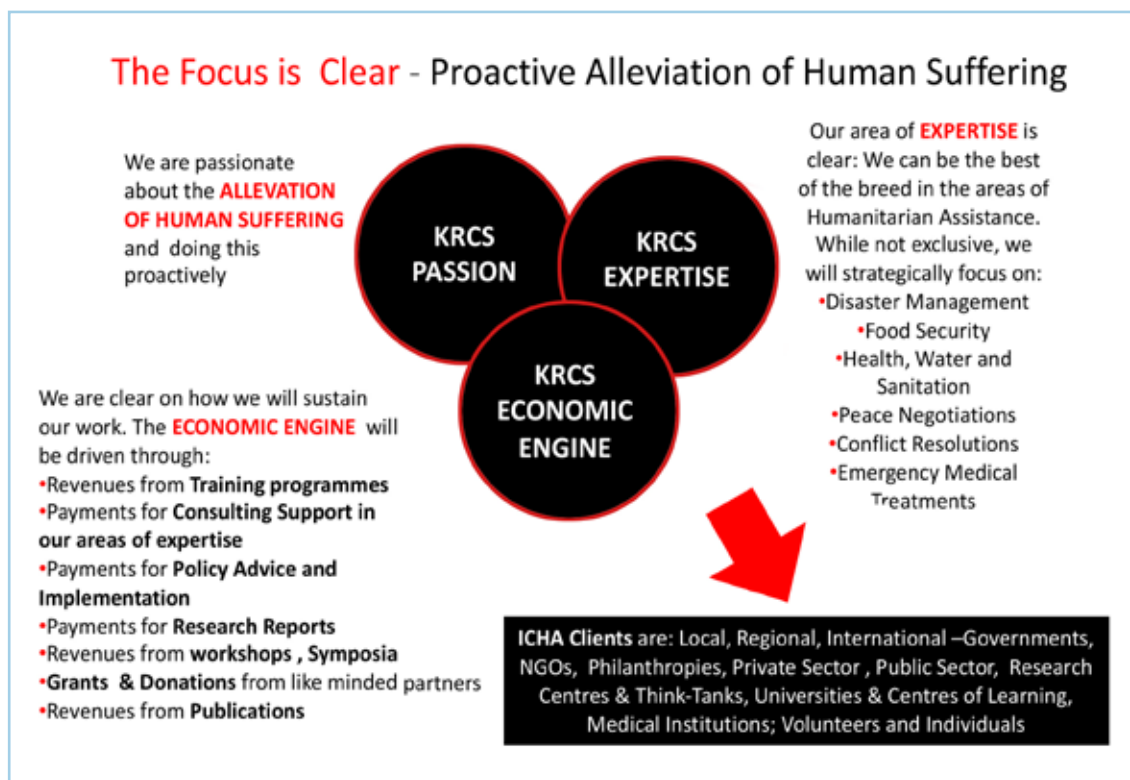 The Focus is Clear - Proactive Alleviation of Human Suffering
We are passionate
about the ALLEVATION
OF HUMAN SUFFERING
and doing this
proactively
KRCS
PASSION
KRCS
EXPERTISE
KRCS
ECONOMIC
ENGINE
Our area of EXPERTISE is
clear: We can be the best
of the breed in the areas of
Humanitarian Assistance.
While not exclusive, we
will strategically focus on:
•Disaster Management
•Food Security
•Health, Water and
Sanitation
•Peace Negotiations
•Conflict Resolutions
•Emergency Medical
Treatments
We are clear on how we will sustain
our work. The ECONOMIC ENGINE will
be driven through:
•Revenues from Training programmes
•Payments for Consulting Support in
our areas of expertise
•Payments for Policy Advice and
Implementation
•Payments for Research Reports
•Revenues from workshops , Symposia
•Grants & Donations from like minded partners
•Revenues from Publications
ICHA Clients are: Local, Regional, International –Governments,
NGOs, Philanthropies, Private Sector , Public Sector, Research
Centres & Think-Tanks, Universities & Centres of Learning,
Medical Institutions; Volunteers and Individuals